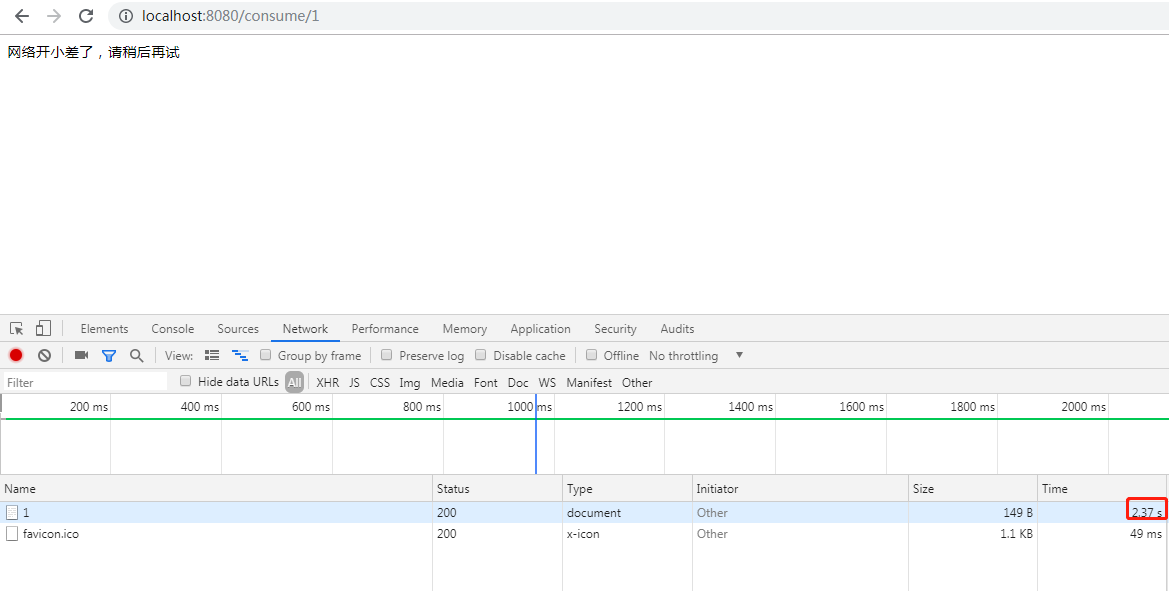 localhost:8080/consume/1
网络开小差了，请稍后再试
Elements Console Sources Network Performance Memory Application Security Audits
View: Group by frame Preserve log Disable cache Offline No throttling ▼
Filter Hide data URLs All XHR JS CSS Img Media Font Doc WS Manifest Other
200 ms 400 ms 600 ms 800 ms 1000 ms 1200 ms 1400 ms 1600 ms 1800 ms 2000 ms
Name Status Type Initiator Size Time
1 200 document Other 149 B 2.37 s
favicon.ico 200 x-icon Other 1.1 KB 49 ms